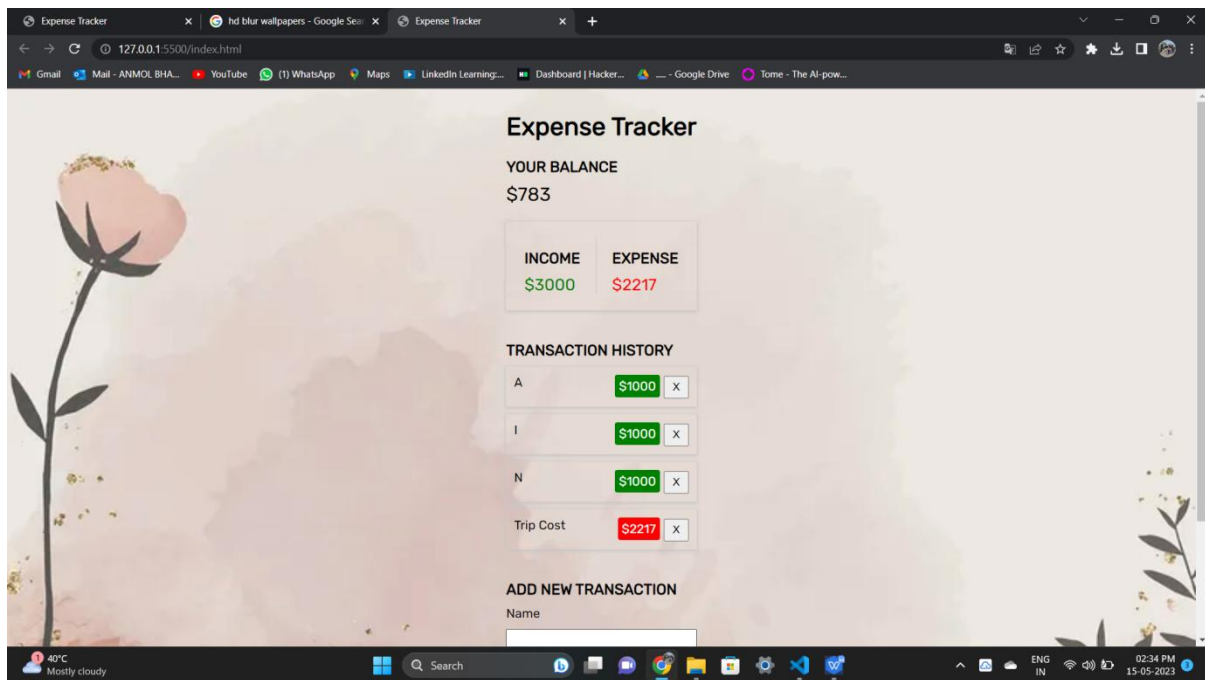 Expense Tracker
hd blur wallpapers - Google Sear
Expense Tracker
127.0.0.1:5500/index.html
Gmail
Mail - ANMOL BHA...
YouTube
(1) WhatsApp
Maps
LinkedIn Learning:...
Dashboard | Hacker...
__ - Google Drive
Tome - The AI-pow...
Expense Tracker
YOUR BALANCE
$783
INCOME EXPENSE
$3000 $2217
TRANSACTION HISTORY
A $1000 X
I $1000 X
N $1000 X
Trip Cost $2217 X
ADD NEW TRANSACTION
Name
1
40°C
Mostly cloudy
Search
ENG
IN
02:34 PM
15-05-2023
3